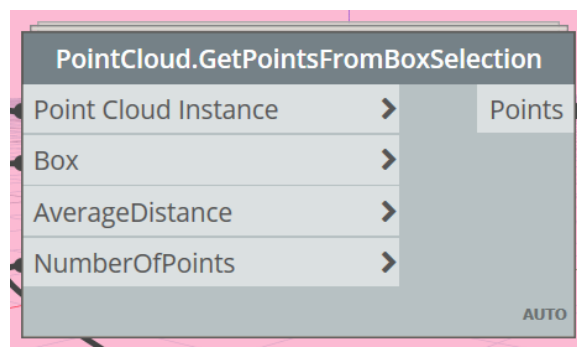 PointCloud.GetPointsFromBoxSelection
Point Cloud Instance
Points
Box
AverageDistance
NumberOfPoints
AUTO